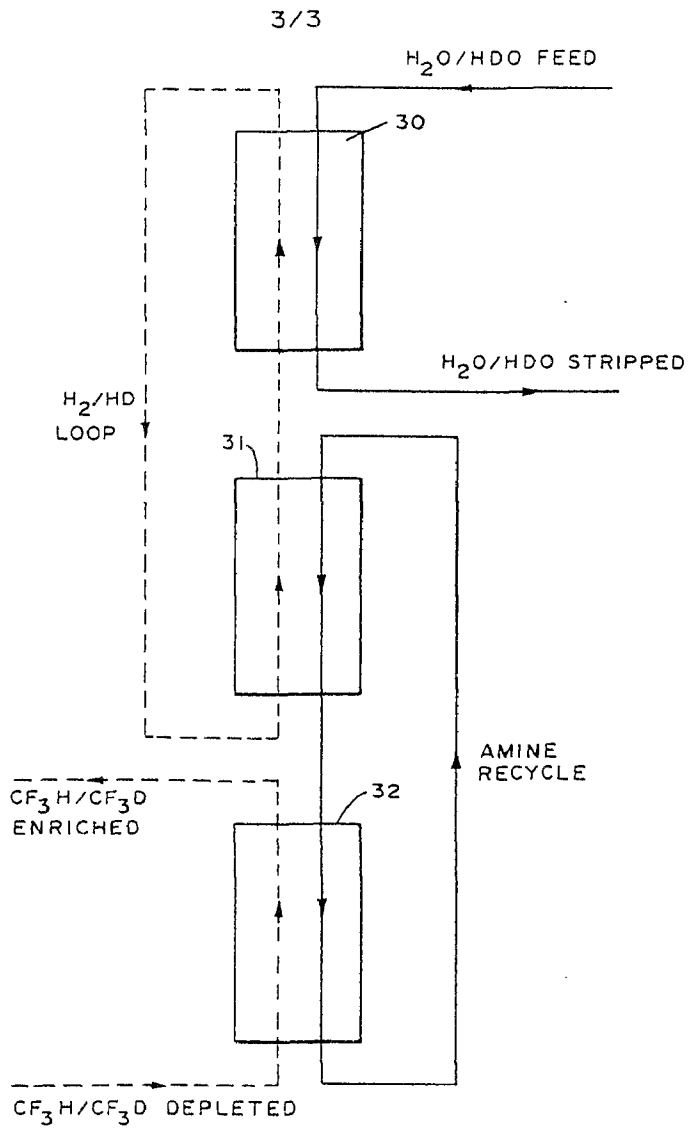 3/3
H₂O/HDO FEED
30
H₂O/HDO STRIPPED
H₂/HD
LOOP
31
AMINE
RECYCLE
CF₃H/CF₃D
ENRICHED
32
CF₃H/CF₃D DEPLETED